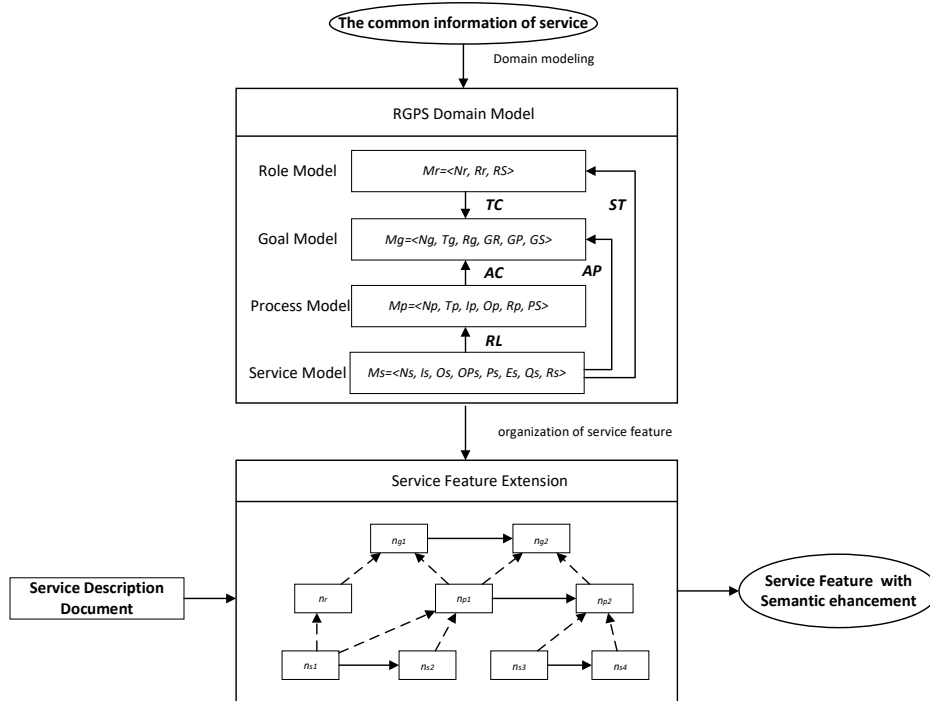 The common information of service
Domain modeling
RGPS Domain Model
Role Model
Mr=<Nr, Rr, RS>
TC
ST
Goal Model
Mg=<Ng, Tg, Rg, GR, GP, GS>
AC
AP
Process Model
Mp=<Np, Tp, Ip, Op, Rp, PS>
RL
Service Model
Ms=<Ns, Is, Os, OPs, Ps, Es, Qs, Rs>
organization of service feature
Service Feature Extension
ng1
ng2
Service Description
Document
nr
np1
np2
Service Feature with
Semantic ehancement
ns1
ns2
ns3
ns4